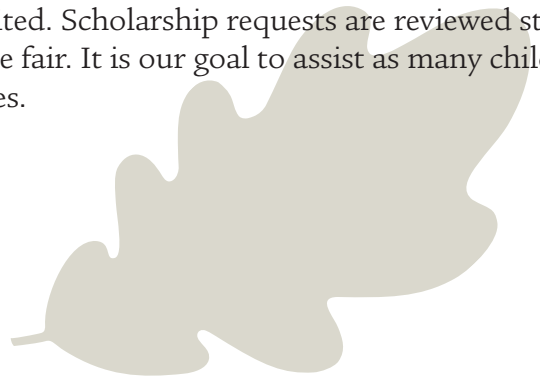 ted. Scholarship requests are reviewed st
e fair. It is our goal to assist as many chil
es.